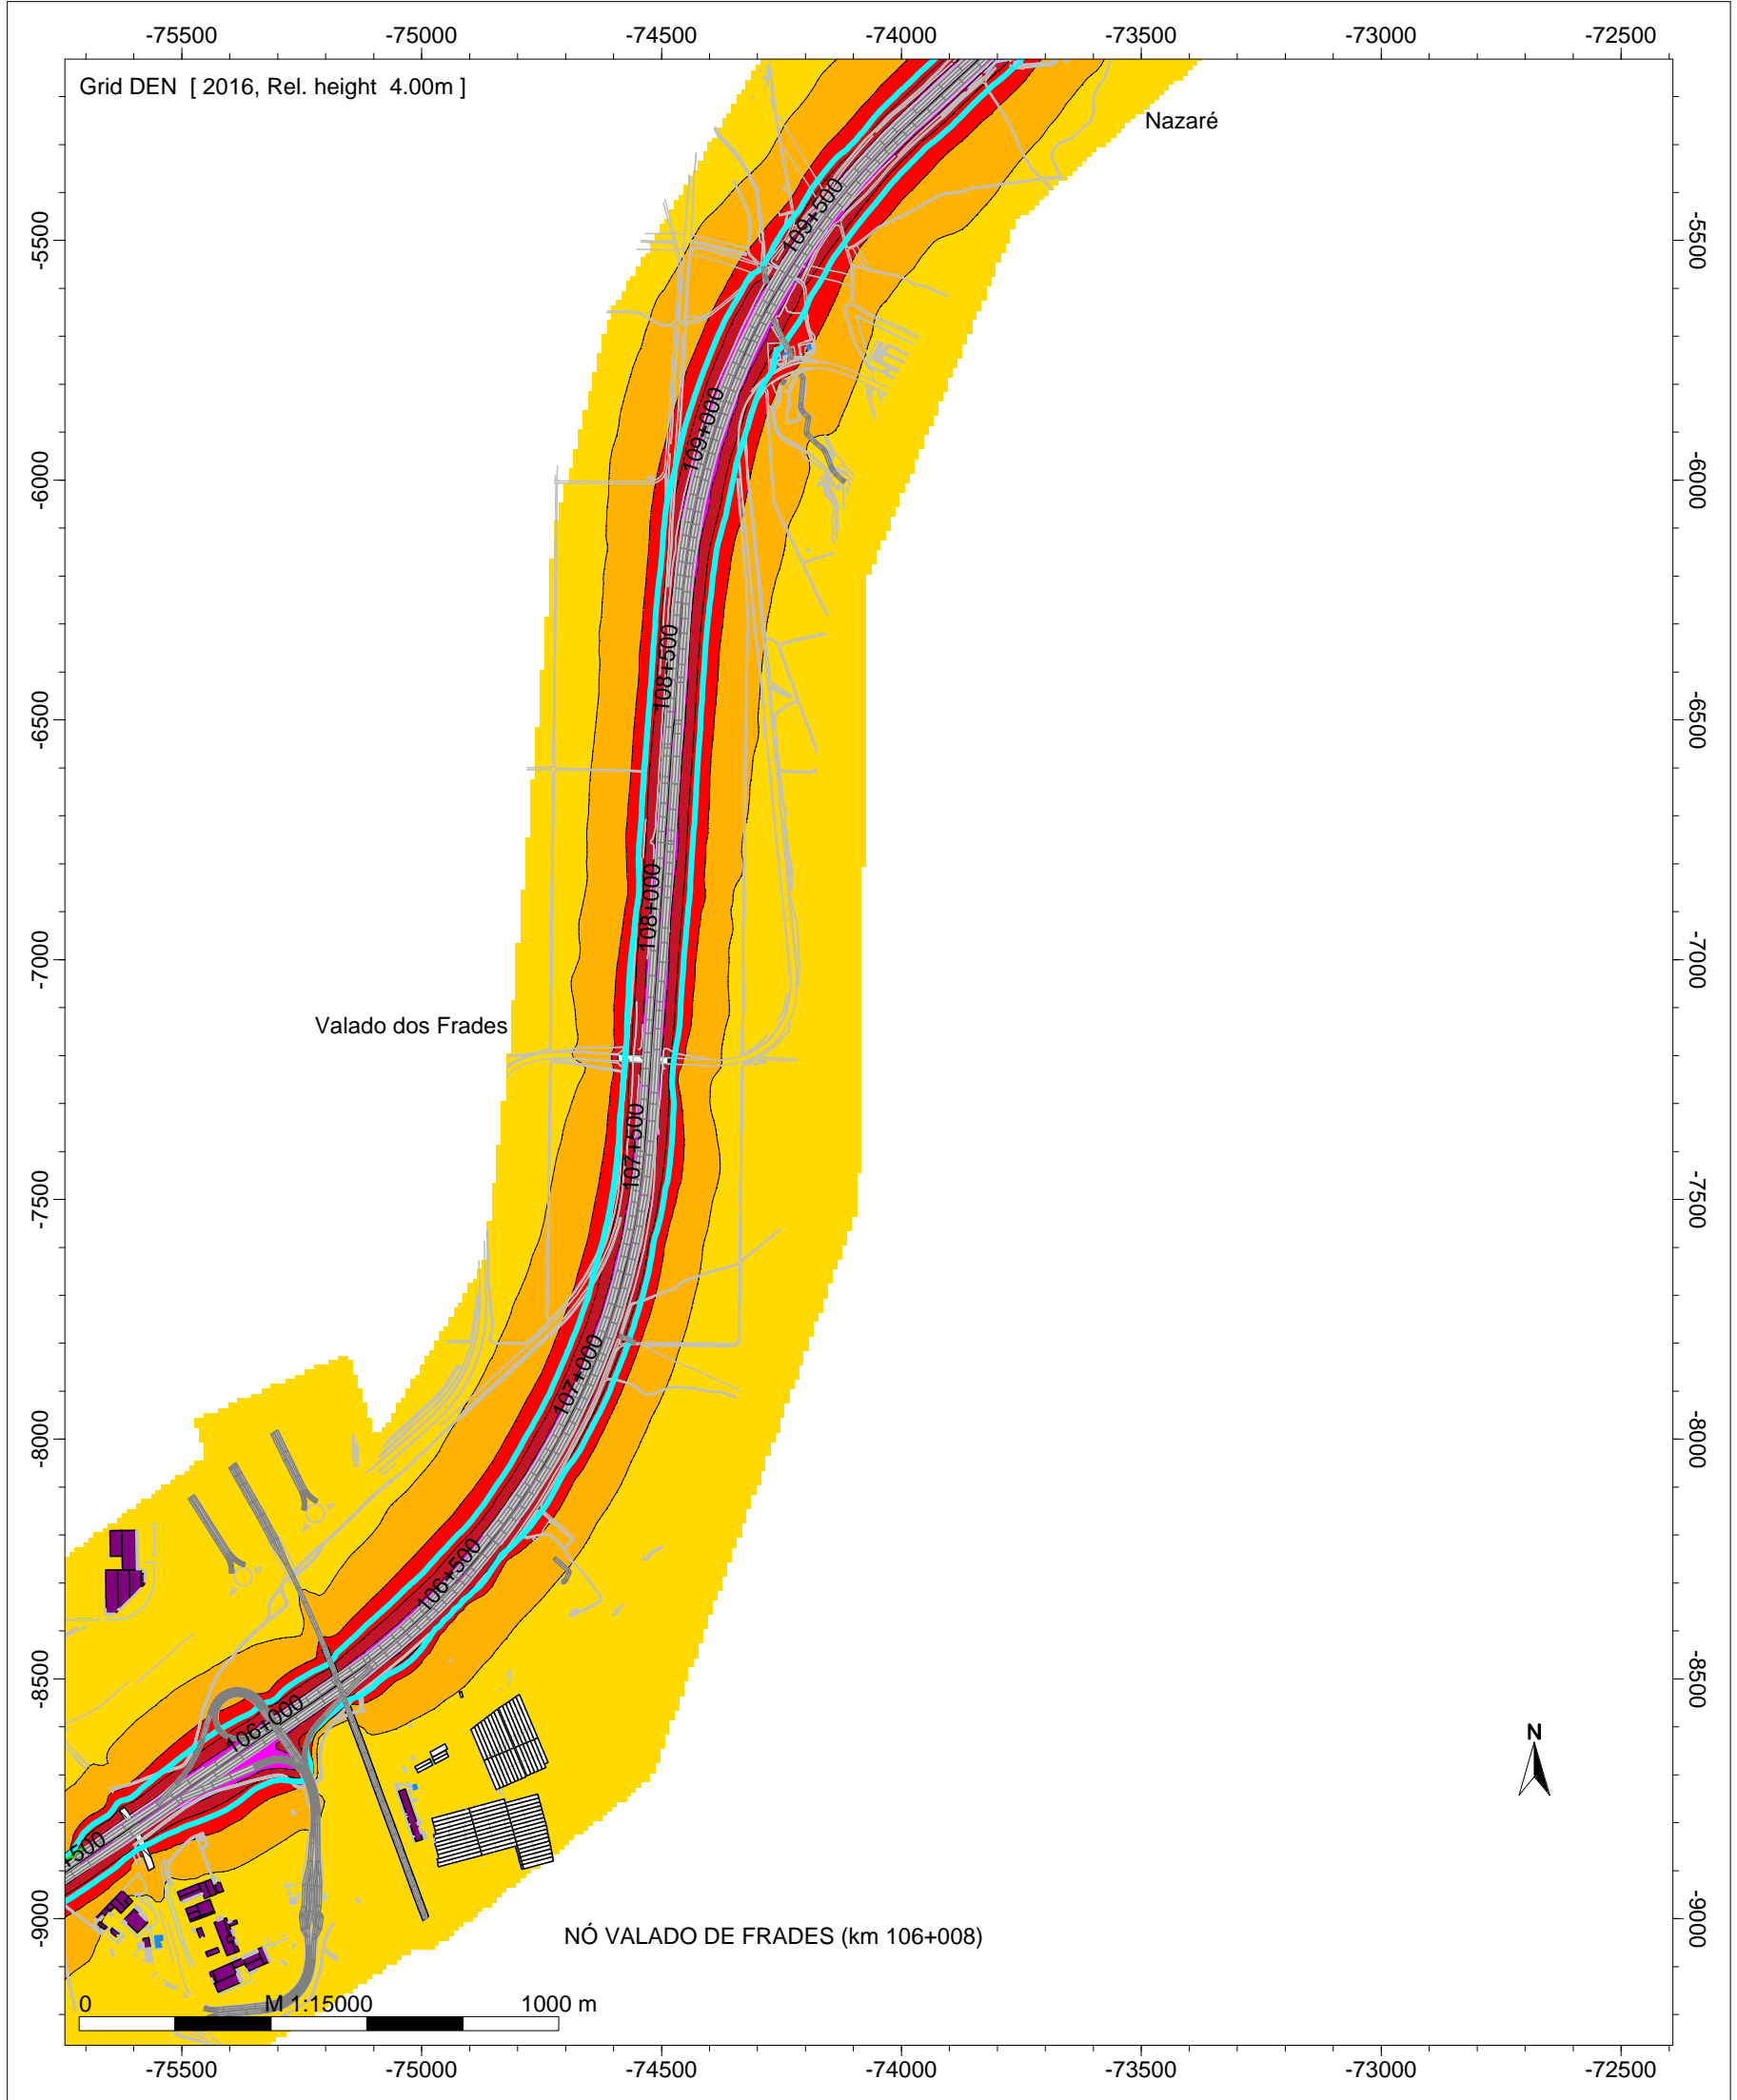 -75500 -75000 -74500 -74000 -73500 -73000 -72500
Grid DEN [ 2016, Rel. height 4.00m ]
Nazaré
109+500
-5500 -5500
109+000
-6000 -6000
108+500
-6500 -6500
108+000
-7000 -7000
Valado dos Frades
107+500
-7500 -7500
107+000
-8000 -8000
106+500
-8500 -8500
106+000
N
+500
-9000 -9000
NÓ VALADO DE FRADES (km 106+008)
0 M 1:15000 1000 m
-75500 -75000 -74500 -74000 -73500 -73000 -72500